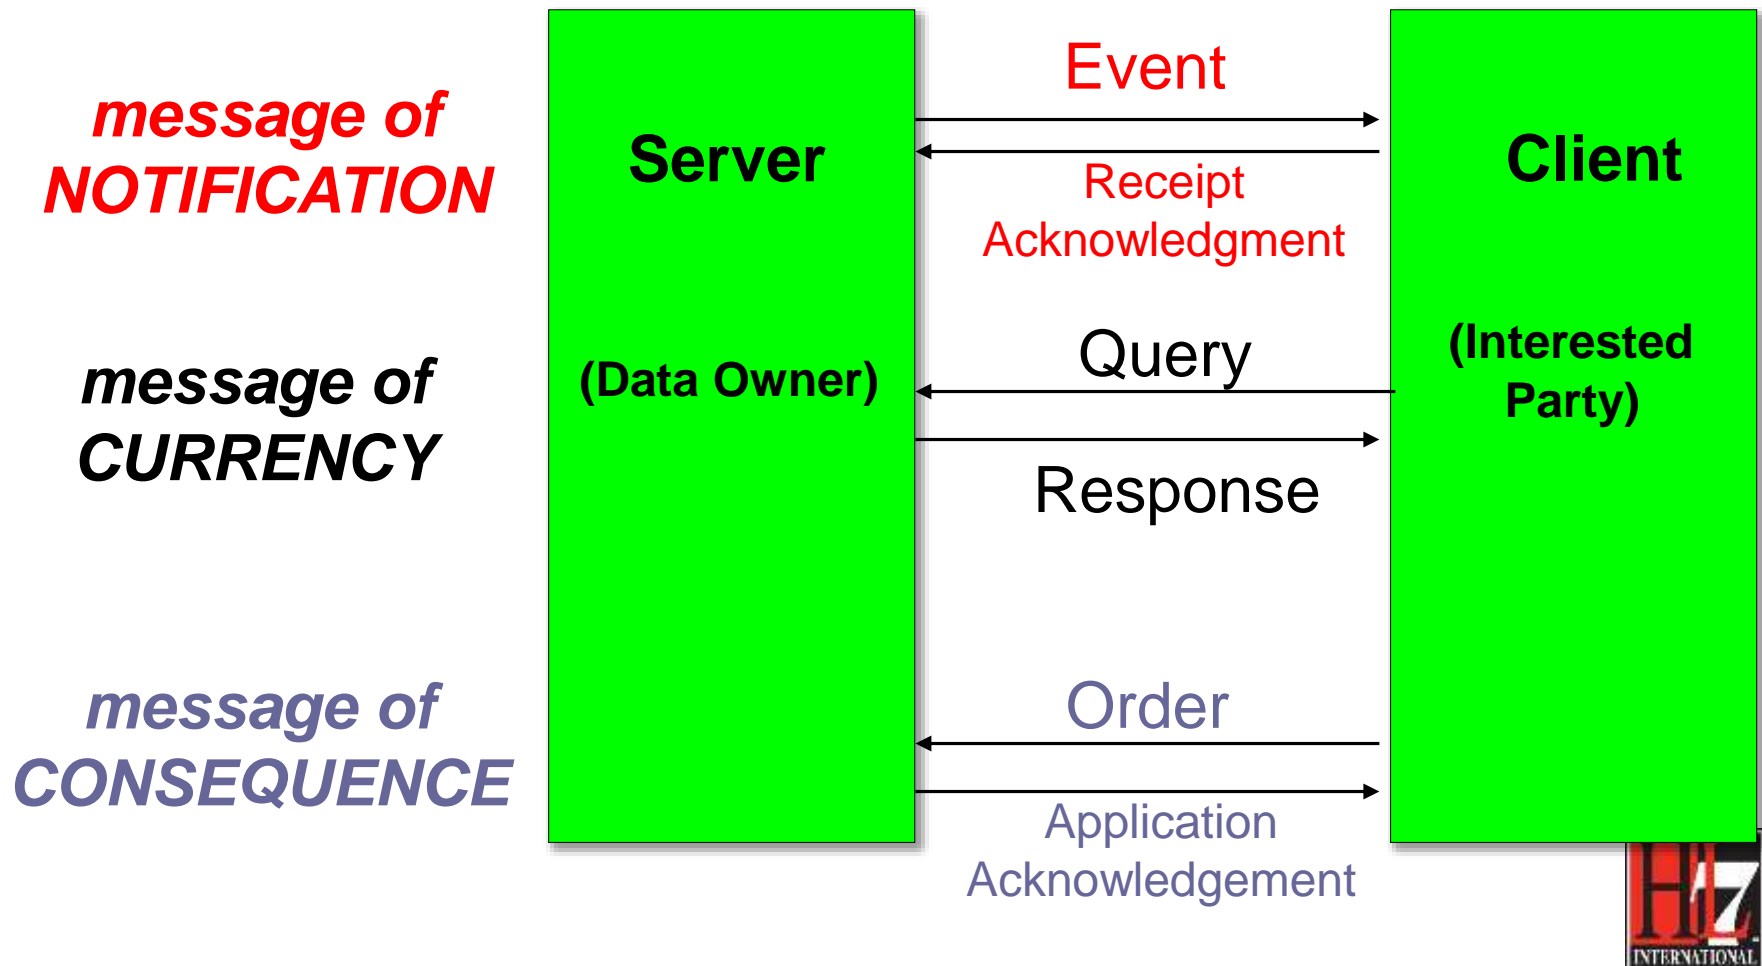 message of
NOTIFICATION
Server
Event
Receipt
Acknowledgment
Client
message of
CURRENCY
(Data Owner)
Query
Response
(Interested
Party)
message of
CONSEQUENCE
Order
Application
Acknowledgement
HL7
INTERNATIONAL